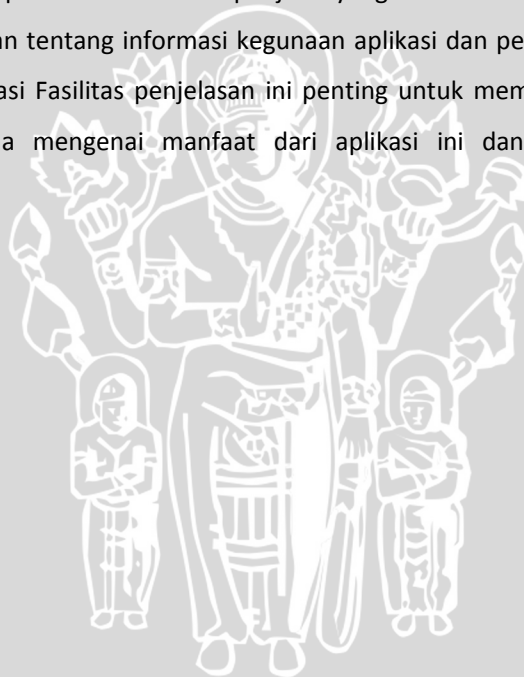 an tentang informasi kegunaan aplikasi dan pe
asi Fasilitas penjelasan ini penting untuk mem
a mengenai manfaat dari aplikasi ini dan